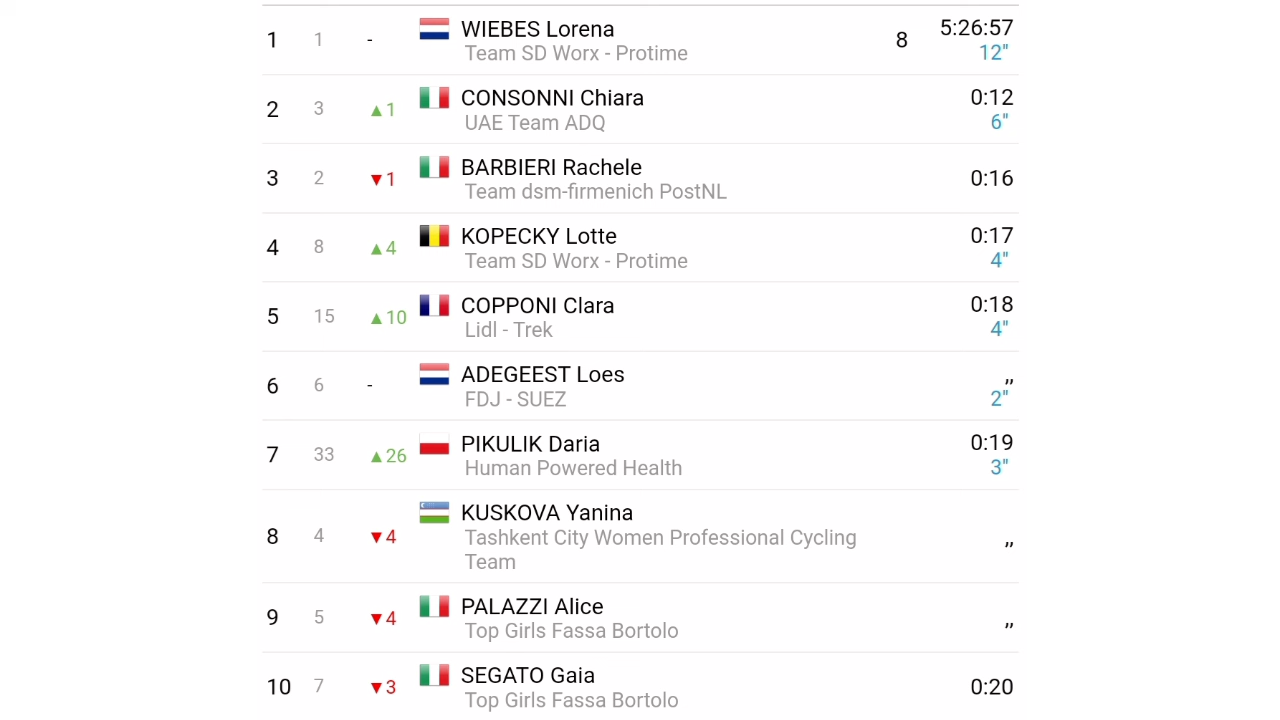 1 1 - WIEBES Lorena 8 5:26:57
Team SD Worx - Protime 12"
2 3 ▲1 CONSONNI Chiara 0:12
UAE Team ADQ 6"
3 2 ▼1 BARBIERI Rachele 0:16
Team dsm-firmenich PostNL
4 8 ▲4 KOPECKY Lotte 0:17
Team SD Worx - Protime 4"
5 15 ▲10 COPPONI Clara 0:18
Lidl - Trek 4"
6 6 - ADEGEEST Loes ,,
FDJ - SUEZ 2"
7 33 ▲26 PIKULIK Daria 0:19
Human Powered Health 3"
8 4 ▼4 KUSKOVA Yanina ,,
Tashkent City Women Professional Cycling
Team
9 5 ▼4 PALAZZI Alice ,,
Top Girls Fassa Bortolo
10 7 ▼3 SEGATO Gaia 0:20
Top Girls Fassa Bortolo